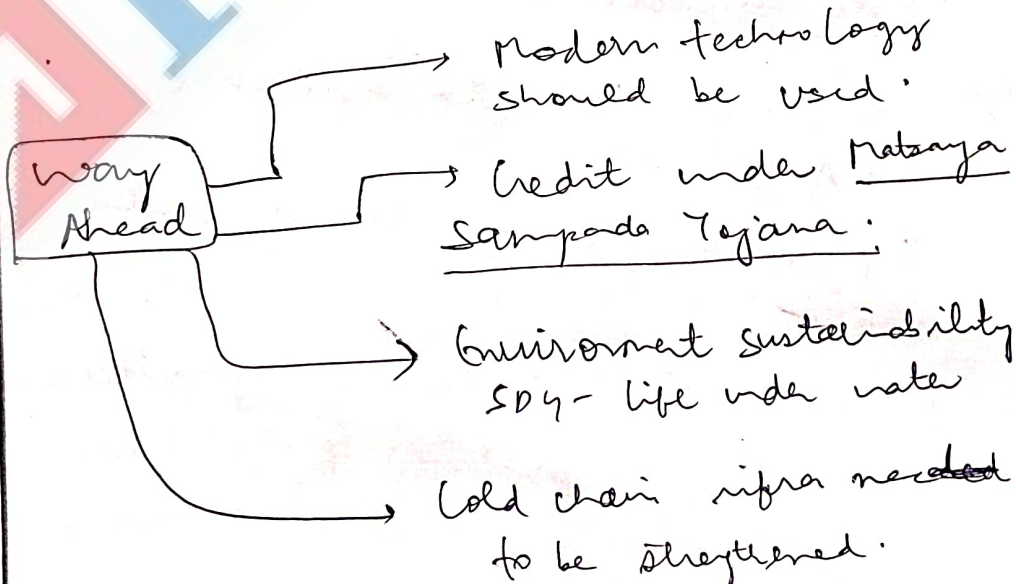 Way
Ahead
Modern technology
should be used.
Credit under Matsaya
Sampada Yojana.
Environment sustainability
SDG - life under water
Cold chain infra need
to be strengthened.